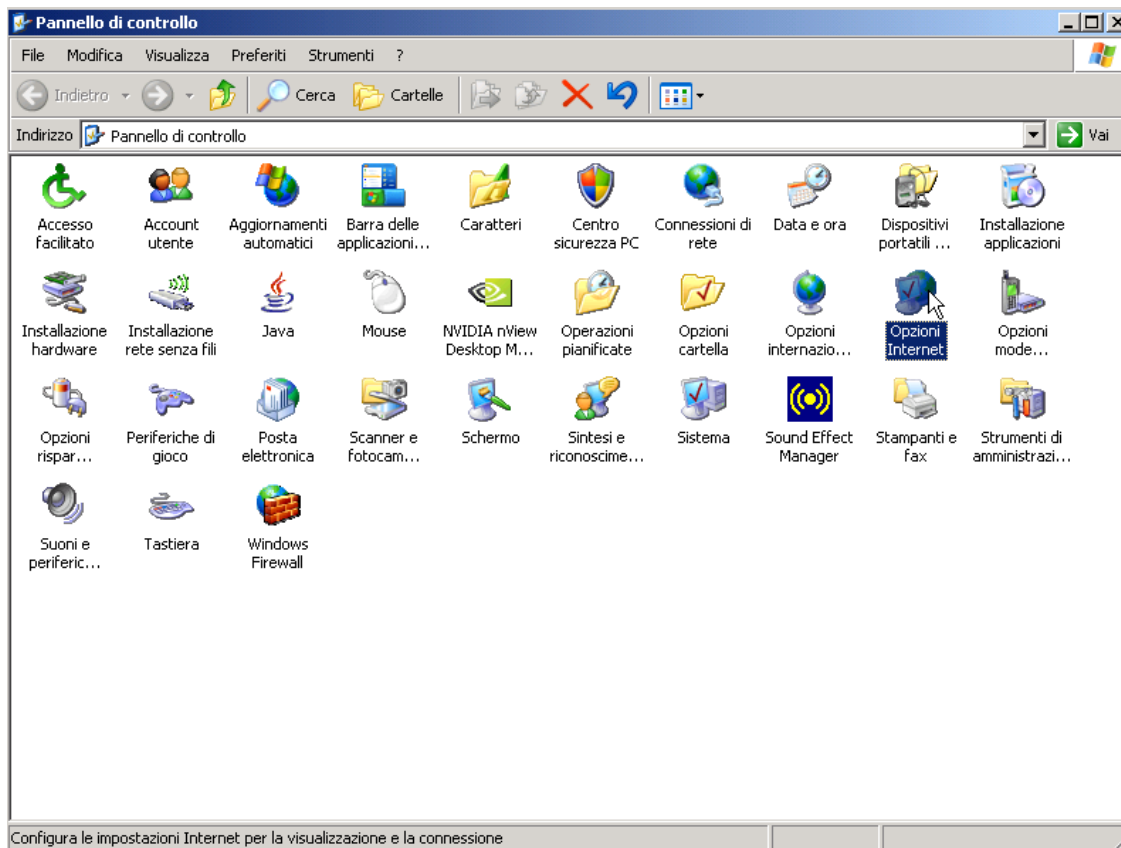 Pannello di controllo
File Modifica Visualizza Preferiti Strumenti ?
Indietro Cerca Cartelle
Indirizzo Pannello di controllo Vai
Accesso facilitato
Account utente
Aggiornamenti automatici
Barra delle applicazioni...
Caratteri
Centro sicurezza PC
Connessioni di rete
Data e ora
Dispositivi portatili ...
Installazione applicazioni
Installazione hardware
Installazione rete senza fili
Java
Mouse
NVIDIA nView Desktop M...
Operazioni pianificate
Opzioni cartella
Opzioni internazio...
Opzioni Internet
Opzioni mode...
Opzioni rispar...
Periferiche di gioco
Posta elettronica
Scanner e fotocam...
Schermo
Sintesi e riconoscime...
Sistema
Sound Effect Manager
Stampanti e fax
Strumenti di amministrazi...
Suoni e periferic...
Tastiera
Windows Firewall
Configura le impostazioni Internet per la visualizzazione e la connessione